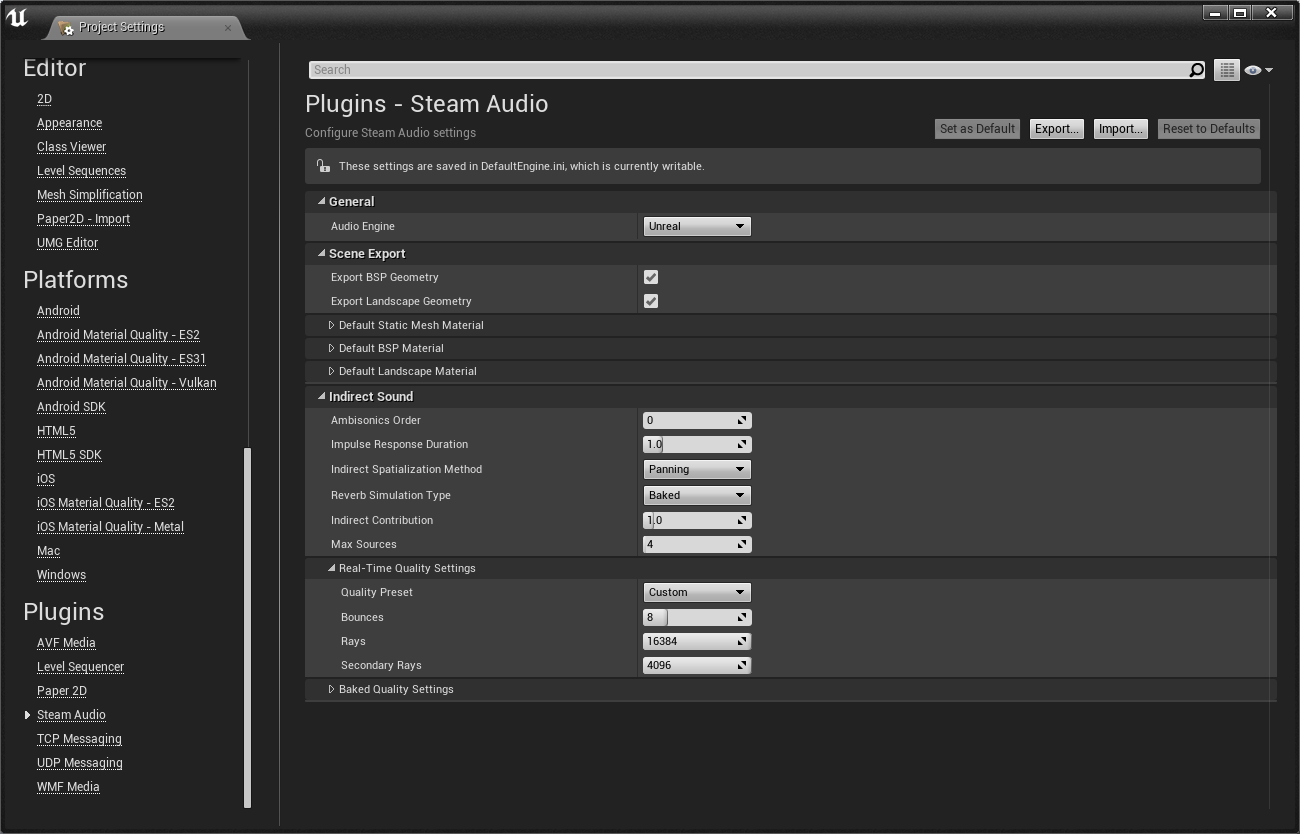 Project Settings
Editor
2D
Appearance
Class Viewer
Level Sequences
Mesh Simplification
Paper2D - Import
UMG Editor
Platforms
Android
Android Material Quality - ES2
Android Material Quality - ES31
Android Material Quality - Vulkan
Android SDK
HTML5
HTML5 SDK
iOS
iOS Material Quality - ES2
iOS Material Quality - Metal
Mac
Windows
Plugins
AVF Media
Level Sequencer
Paper 2D
Steam Audio
TCP Messaging
UDP Messaging
WMF Media
Search
Plugins - Steam Audio
Configure Steam Audio settings
Set as Default Export... Import... Reset to Defaults
These settings are saved in DefaultEngine.ini, which is currently writable.
General
Audio Engine Unreal
Scene Export
Export BSP Geometry
Export Landscape Geometry
Default Static Mesh Material
Default BSP Material
Default Landscape Material
Indirect Sound
Ambisonics Order 0
Impulse Response Duration 1.0
Indirect Spatialization Method Panning
Reverb Simulation Type Baked
Indirect Contribution 1.0
Max Sources 4
Real-Time Quality Settings
Quality Preset Custom
Bounces 8
Rays 16384
Secondary Rays 4096
Baked Quality Settings